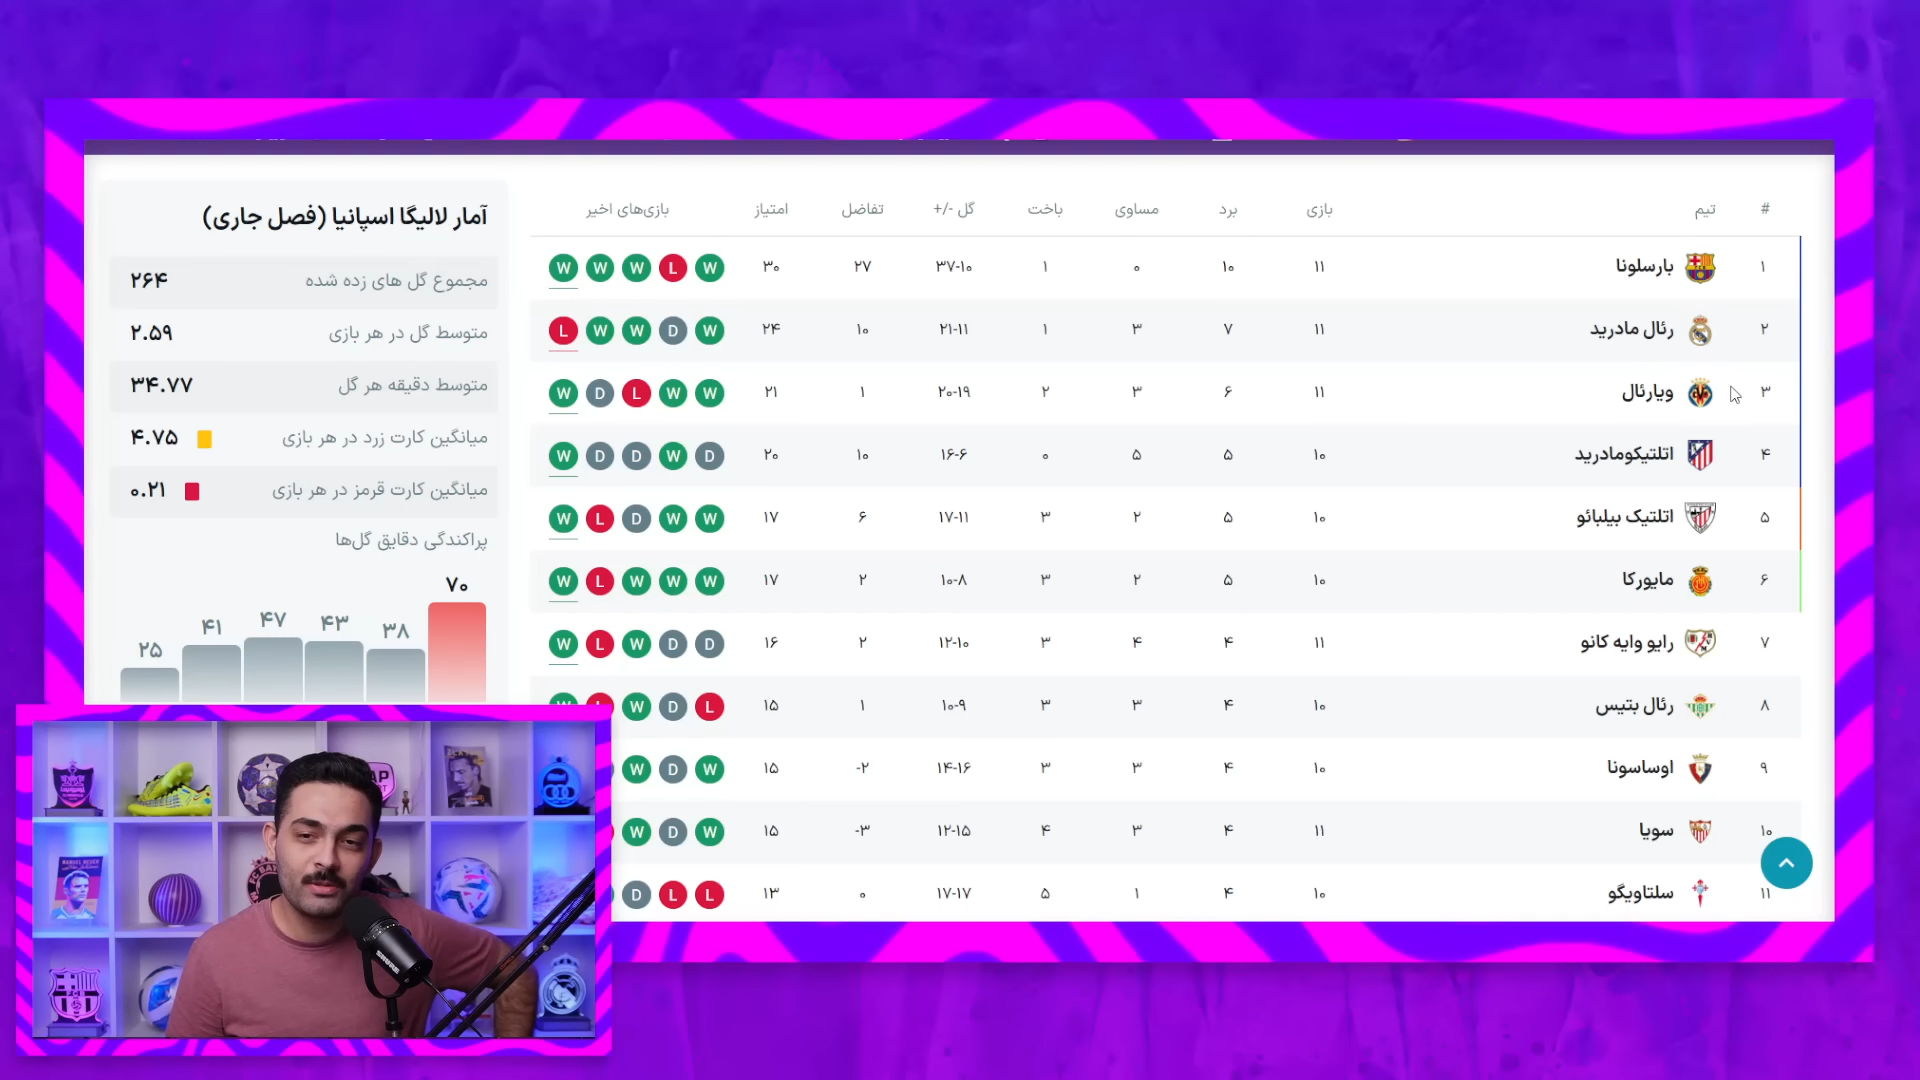 # تیم بازی برد مساوی باخت گل -/+ تفاضل امتیاز بازی‌های اخیر
۱ بارسلونا ۱۱ ۱۰ ۰ ۱ ۳۷-۱۰ ۲۷ ۳۰ W W W L W
۲ رئال مادرید ۱۱ ۷ ۳ ۱ ۲۱-۱۱ ۱۰ ۲۴ L W W D W
۳ ویارئال ۱۱ ۶ ۳ ۲ ۲۰-۱۹ ۱ ۲۱ W D L W W
۴ اتلتیکومادرید ۱۰ ۵ ۵ ۰ ۱۶-۶ ۱۰ ۲۰ W D D W D
۵ اتلتیک بیلبائو ۱۰ ۵ ۲ ۳ ۱۷-۱۱ ۶ ۱۷ W L D W W
۶ مایورکا ۱۰ ۵ ۲ ۳ ۱۰-۸ ۲ ۱۷ W L W W W
۷ رایو وایه کانو ۱۱ ۴ ۴ ۳ ۱۲-۱۰ ۲ ۱۶ W L W D D
۸ رئال بتیس ۱۰ ۴ ۳ ۳ ۱۰-۹ ۱ ۱۵ W L W D L
۹ اوساسونا ۱۰ ۴ ۳ ۳ ۱۴-۱۶ -۲ ۱۵ W D W
۱۰ سویا ۱۱ ۴ ۳ ۴ ۱۲-۱۵ -۳ ۱۵ W D W
۱۱ سلتاویگو ۱۰ ۴ ۱ ۵ ۱۷-۱۷ ۰ ۱۳ D L L
آمار لالیگا اسپانیا (فصل جاری)
مجموع گل های زده شده ۲۶۴
متوسط گل در هر بازی ۲.۵۹
متوسط دقیقه هر گل ۳۴.۷۷
میانگین کارت زرد در هر بازی ۴.۷۵
میانگین کارت قرمز در هر بازی ۰.۲۱
پراکندگی دقایق گل‌ها
۲۵ ۴۱ ۴۷ ۴۳ ۳۸ ۷۰
SHURE